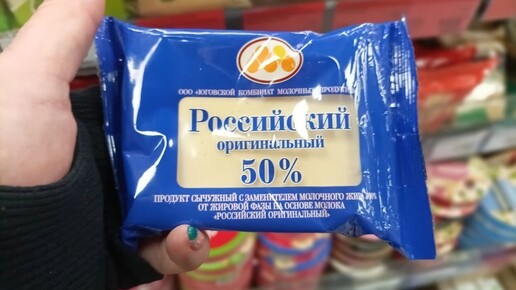 ООО «ЮГОВСКОЙ КОМБИНАТ МОЛОЧНЫХ ПРОДУКТОВ»
Российский
оригинальный
50%
ПРОДУКТ СЫЧУЖНЫЙ С ЗАМЕНИТЕЛЕМ МОЛОЧНОГО ЖИРА
ОТ ЖИРОВОЙ ФАЗЫ НА ОСНОВЕ МОЛОКА
«РОССИЙСКИЙ ОРИГИНАЛЬНЫЙ»